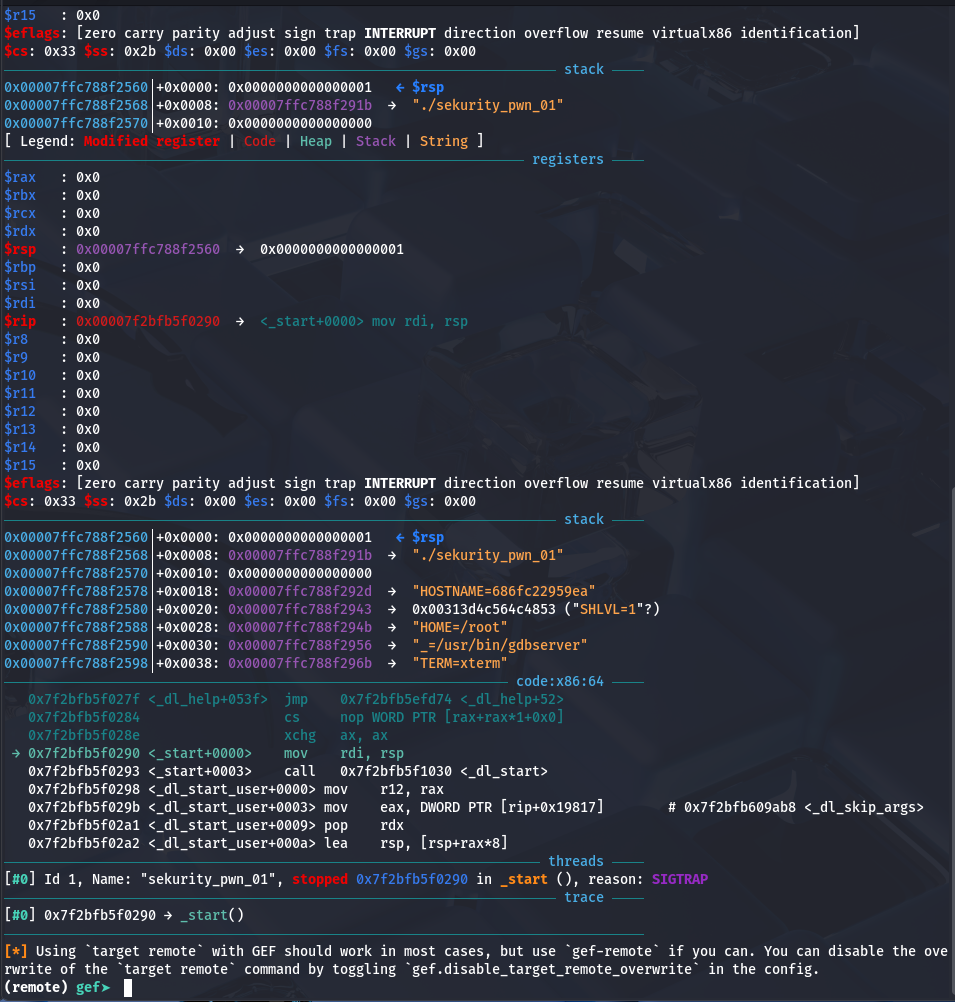 $r15   : 0x0
$eflags: [zero carry parity adjust sign trap INTERRUPT direction overflow resume virtualx86 identification]
$cs: 0x33 $ss: 0x2b $ds: 0x00 $es: 0x00 $fs: 0x00 $gs: 0x00
stack
0x00007ffc788f2560│+0x0000: 0x0000000000000001   ← $rsp
0x00007ffc788f2568│+0x0008: 0x00007ffc788f291b  →  "./sekurity_pwn_01"
0x00007ffc788f2570│+0x0010: 0x0000000000000000
[ Legend: Modified register | Code | Heap | Stack | String ]
registers
$rax   : 0x0
$rbx   : 0x0
$rcx   : 0x0
$rdx   : 0x0
$rsp   : 0x00007ffc788f2560  →  0x0000000000000001
$rbp   : 0x0
$rsi   : 0x0
$rdi   : 0x0
$rip   : 0x00007f2bfb5f0290  →  <_start+0000> mov rdi, rsp
$r8    : 0x0
$r9    : 0x0
$r10   : 0x0
$r11   : 0x0
$r12   : 0x0
$r13   : 0x0
$r14   : 0x0
$r15   : 0x0
$eflags: [zero carry parity adjust sign trap INTERRUPT direction overflow resume virtualx86 identification]
$cs: 0x33 $ss: 0x2b $ds: 0x00 $es: 0x00 $fs: 0x00 $gs: 0x00
stack
0x00007ffc788f2560│+0x0000: 0x0000000000000001   ← $rsp
0x00007ffc788f2568│+0x0008: 0x00007ffc788f291b  →  "./sekurity_pwn_01"
0x00007ffc788f2570│+0x0010: 0x0000000000000000
0x00007ffc788f2578│+0x0018: 0x00007ffc788f292d  →  "HOSTNAME=686fc22959ea"
0x00007ffc788f2580│+0x0020: 0x00007ffc788f2943  →  0x00313d4c564c4853 ("SHLVL=1"?)
0x00007ffc788f2588│+0x0028: 0x00007ffc788f294b  →  "HOME=/root"
0x00007ffc788f2590│+0x0030: 0x00007ffc788f2956  →  "_=/usr/bin/gdbserver"
0x00007ffc788f2598│+0x0038: 0x00007ffc788f296b  →  "TERM=xterm"
code:x86:64
0x7f2bfb5f027f <_dl_help+053f>  jmp    0x7f2bfb5efd74 <_dl_help+52>
0x7f2bfb5f0284                  cs     nop WORD PTR [rax+rax*1+0x0]
0x7f2bfb5f028e                  xchg   ax, ax
→ 0x7f2bfb5f0290 <_start+0000>    mov    rdi, rsp
0x7f2bfb5f0293 <_start+0003>    call   0x7f2bfb5f1030 <_dl_start>
0x7f2bfb5f0298 <_dl_start_user+0000> mov    r12, rax
0x7f2bfb5f029b <_dl_start_user+0003> mov    eax, DWORD PTR [rip+0x19817]        # 0x7f2bfb609ab8 <_dl_skip_args>
0x7f2bfb5f02a1 <_dl_start_user+0009> pop    rdx
0x7f2bfb5f02a2 <_dl_start_user+000a> lea    rsp, [rsp+rax*8]
threads
[#0] Id 1, Name: "sekurity_pwn_01", stopped 0x7f2bfb5f0290 in _start (), reason: SIGTRAP
trace
[#0] 0x7f2bfb5f0290 → _start()
[*] Using `target remote` with GEF should work in most cases, but use `gef-remote` if you can. You can disable the ove
rwrite of the `target remote` command by toggling `gef.disable_target_remote_overwrite` in the config.
(remote) gef➤